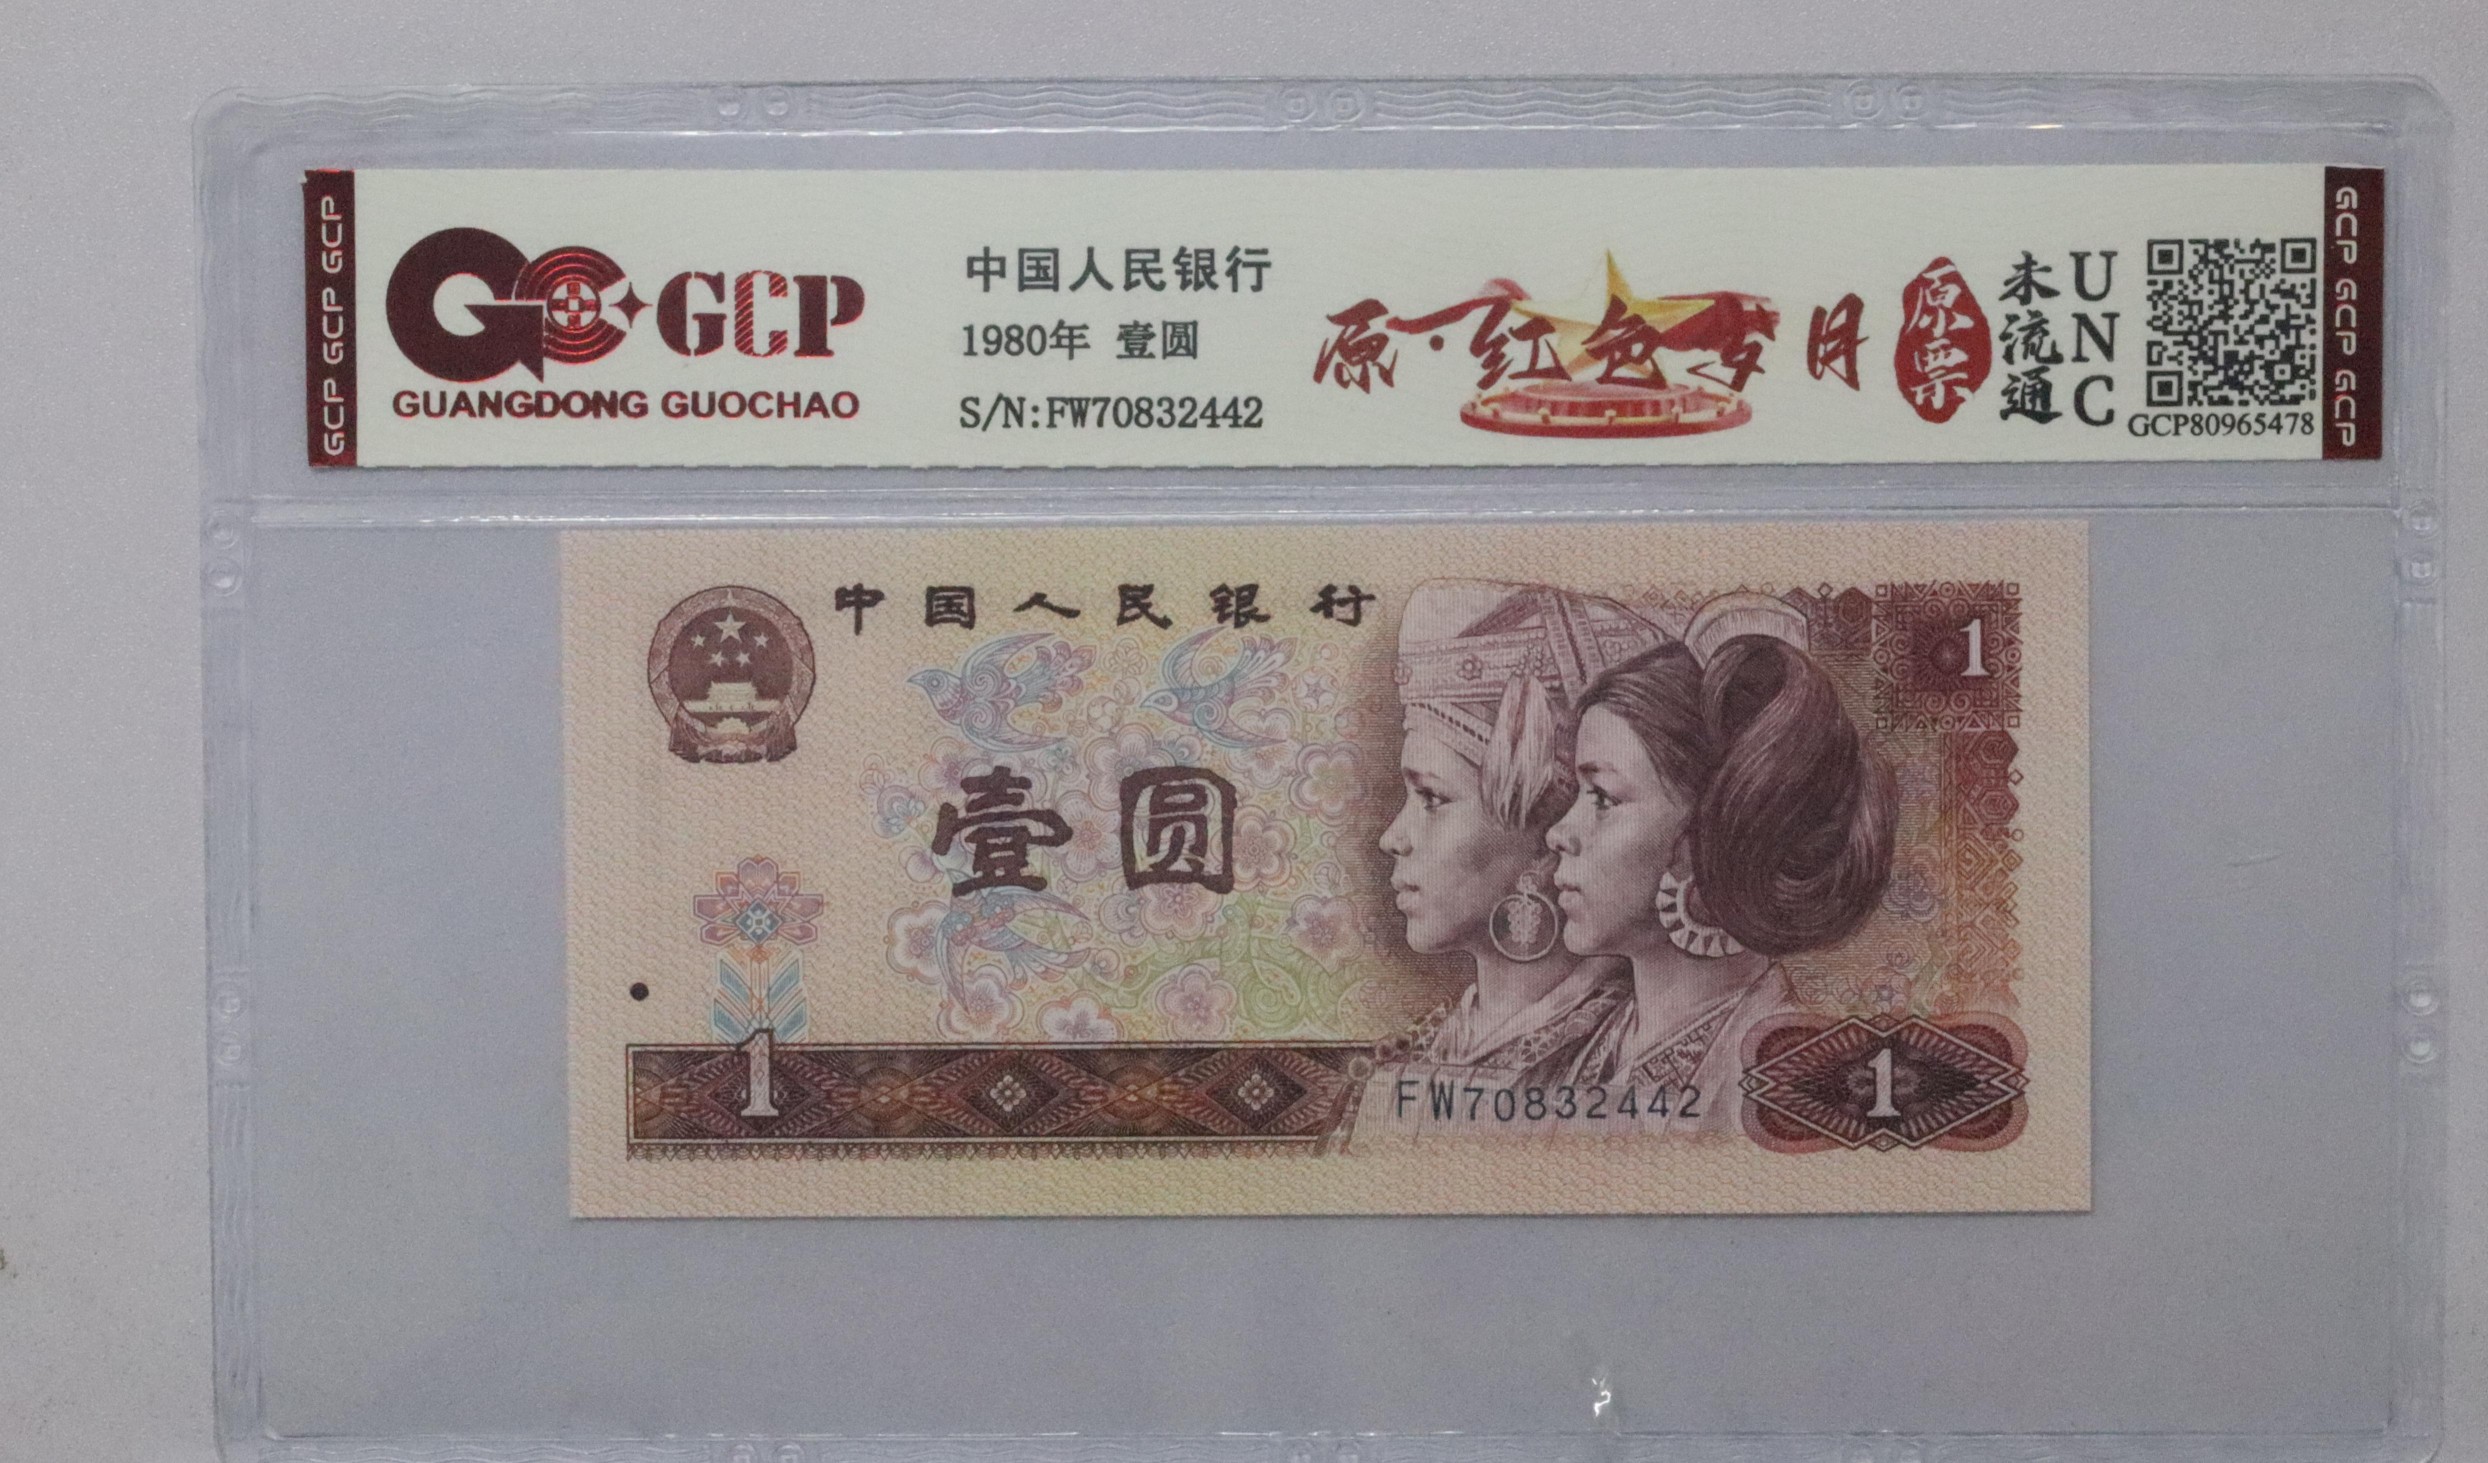 GCP GCP GCP
GCP
GUANGDONG GUOCHAO
中国人民银行
1980年 壹圆
S/N:FW70832442
原·红色岁月
原票
未流通
UNC
GCP80965478
GCP GCP GCP
中国人民银行
1
壹圆
1
FW70832442
1